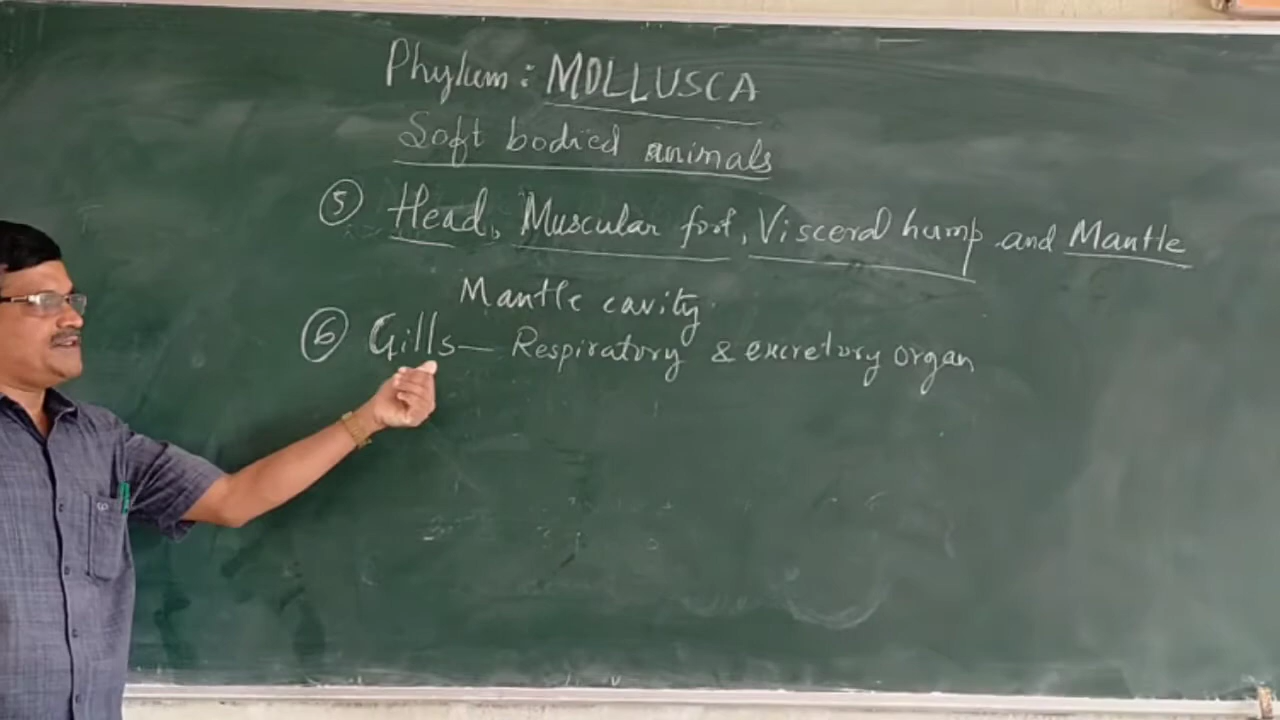 Phylum: MOLLUSCA
Soft bodied animals
⑤ Head, Muscular foot, Visceral hump and Mantle
Mantle cavity
⑥ Gills — Respiratory & excretory organ